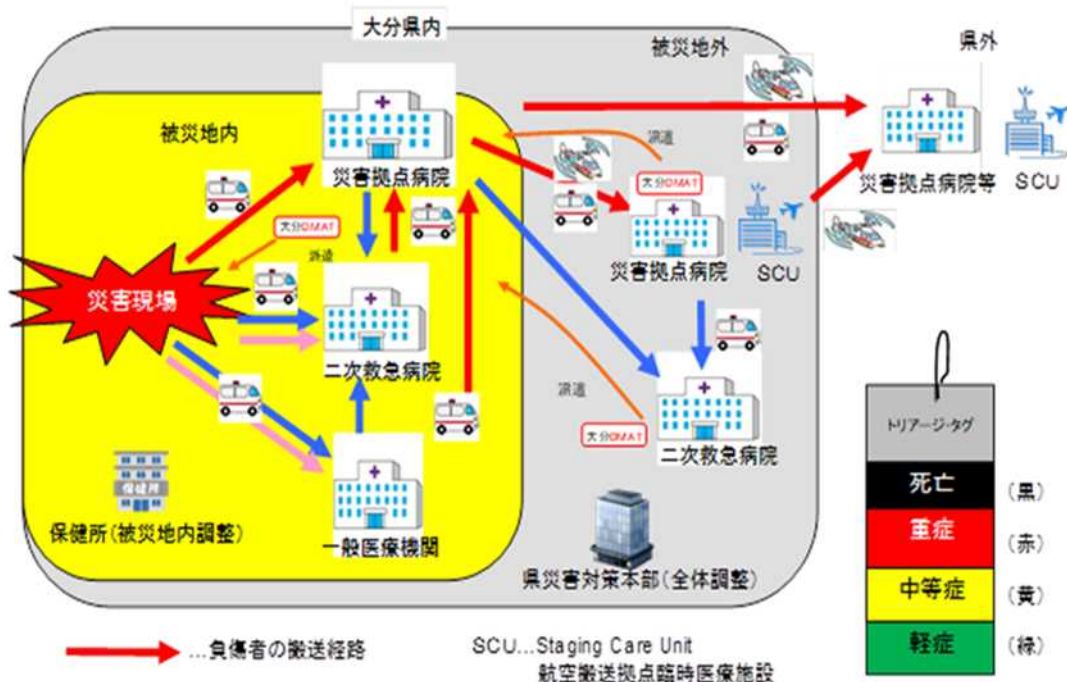 大分県内
被災地外
県外
被災地内
派遣
災害拠点病院
大分DMAT
災害拠点病院等
SCU
大分DMAT
派遣
災害現場
災害拠点病院
SCU
二次救急病院
派遣
大分DMAT
二次救急病院
トリアージ・タグ
死亡
(黒)
重症
(赤)
中等症
(黄)
軽症
(緑)
保健所
保健所(被災地内調整)
一般医療機関
県災害対策本部(全体調整)
…負傷者の搬送経路
SCU…Staging Care Unit
航空搬送拠点臨時医療施設